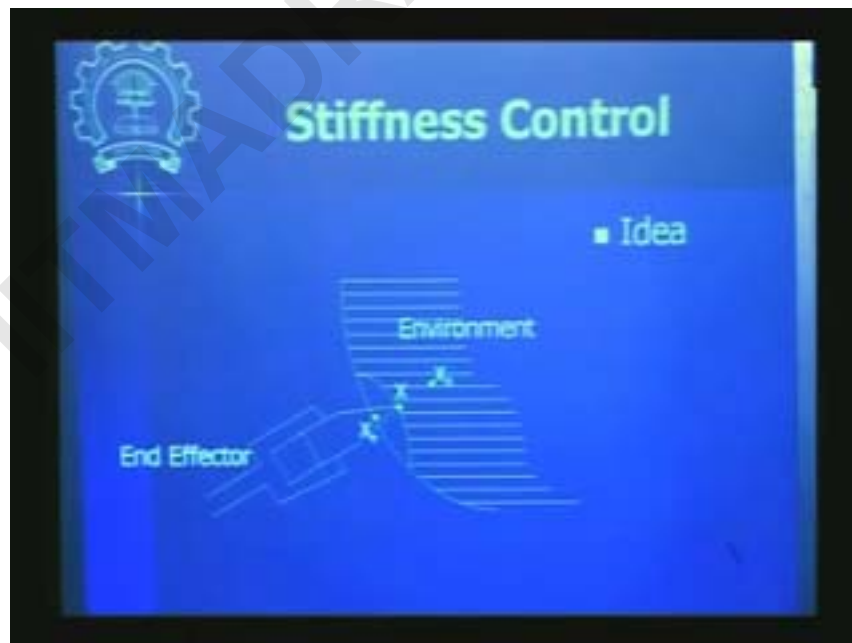 Stiffness Control
Idea
Environment
X
End Effector